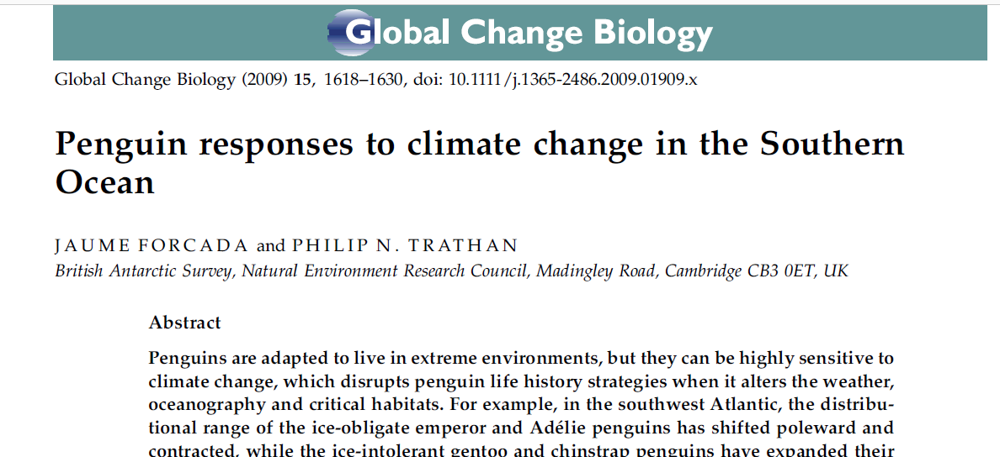 Global Change Biology
Global Change Biology (2009) 15, 1618–1630, doi: 10.1111/j.1365-2486.2009.01909.x
Penguin responses to climate change in the Southern
Ocean
JAUME FORCADA and PHILIP N. TRATHAN
British Antarctic Survey, Natural Environment Research Council, Madingley Road, Cambridge CB3 0ET, UK
Abstract
Penguins are adapted to live in extreme environments, but they can be highly sensitive to
climate change, which disrupts penguin life history strategies when it alters the weather,
oceanography and critical habitats. For example, in the southwest Atlantic, the distribu-
tional range of the ice-obligate emperor and Adélie penguins has shifted poleward and
contracted, while the ice-intolerant gentoo and chinstrap penguins have expanded their